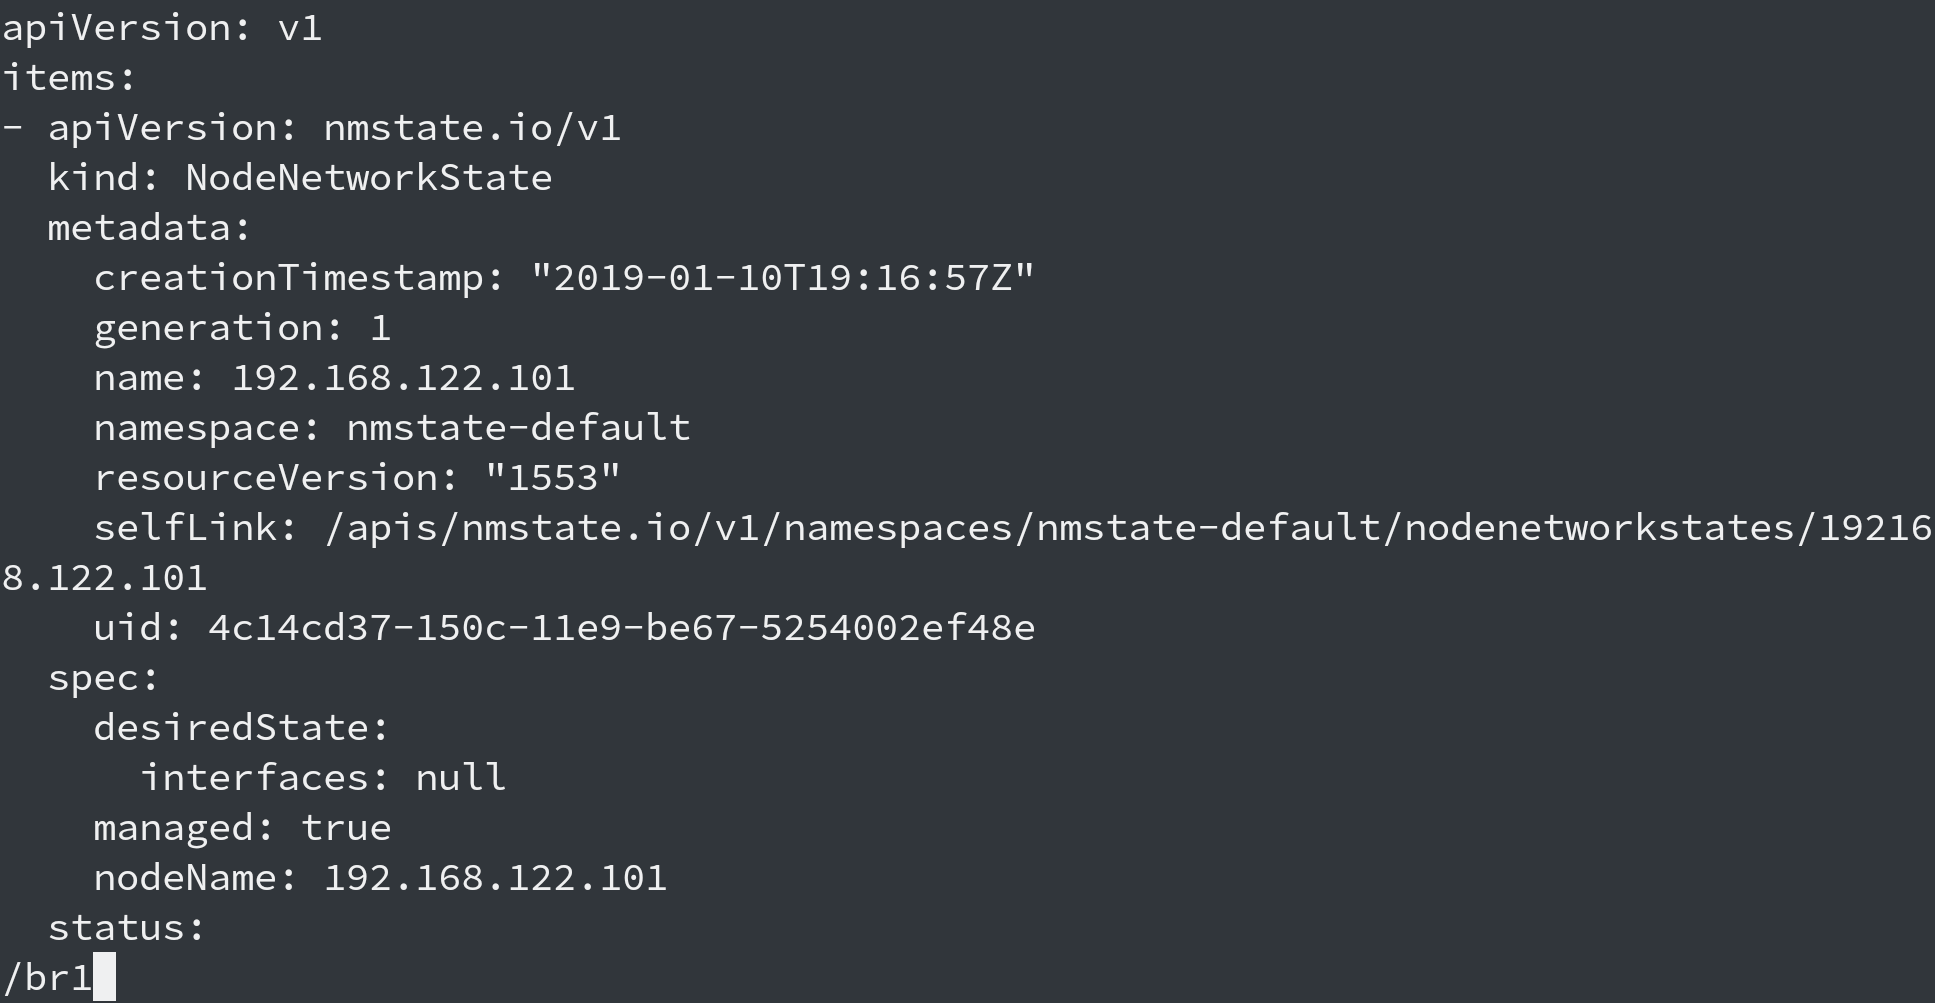 apiVersion: v1
items:
- apiVersion: nmstate.io/v1
  kind: NodeNetworkState
  metadata:
    creationTimestamp: "2019-01-10T19:16:57Z"
    generation: 1
    name: 192.168.122.101
    namespace: nmstate-default
    resourceVersion: "1553"
    selfLink: /apis/nmstate.io/v1/namespaces/nmstate-default/nodenetworkstates/19216
8.122.101
    uid: 4c14cd37-150c-11e9-be67-5254002ef48e
  spec:
    desiredState:
      interfaces: null
    managed: true
    nodeName: 192.168.122.101
  status:
/br1